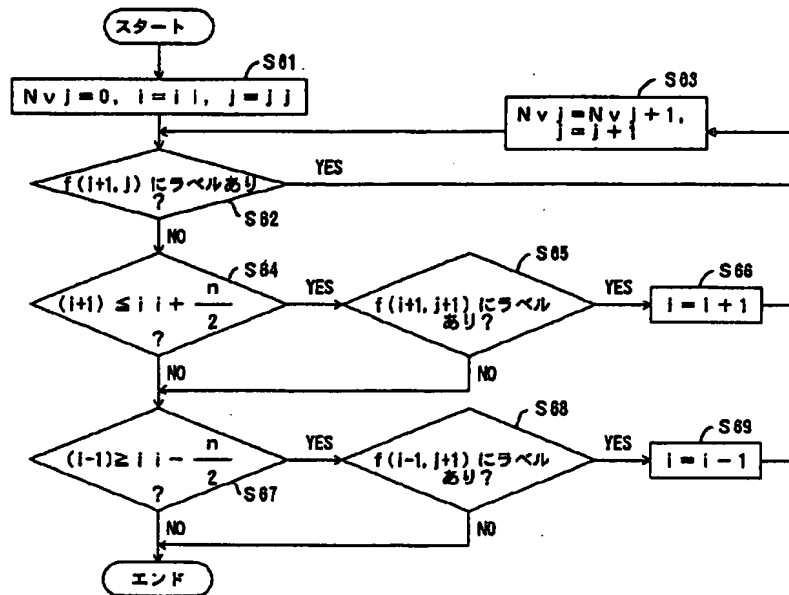 スタート
S61
Nvj=0, i=ii, j=jj
S63
Nvj=Nvj+1,
j=j+1
f(i+1,j)にラベルあり
?
YES
S62
NO
S64
(i+1)≦ii+n/2
?
YES
S65
f(i+1,j+1)にラベル
あり?
YES
S66
i=i+1
NO
NO
S67
(i-1)≧ii-n/2
?
YES
S68
f(i-1,j+1)にラベル
あり?
YES
S69
i=i-1
NO
NO
エンド